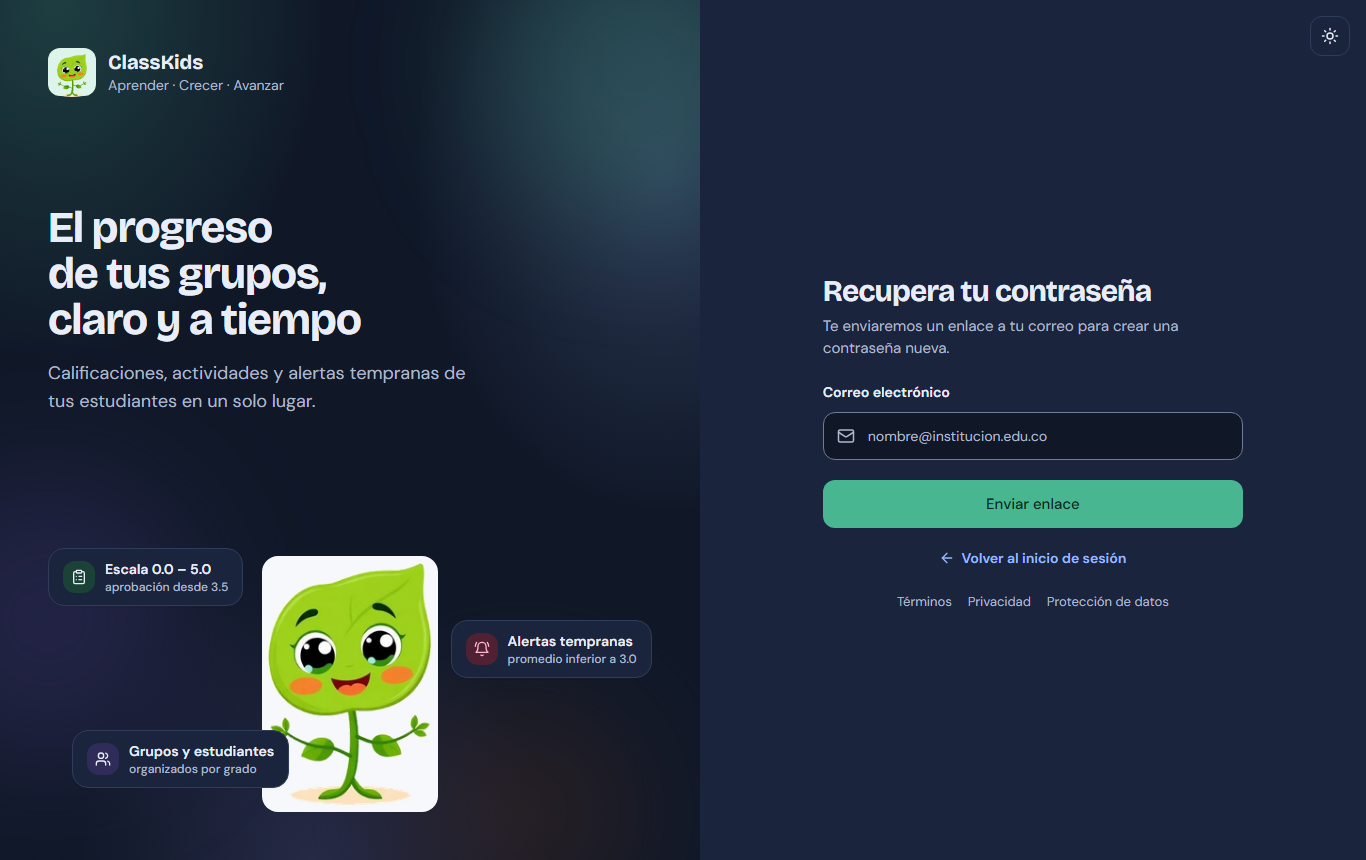 ClassKids
Aprender · Crecer · Avanzar
El progreso
de tus grupos,
claro y a tiempo
Calificaciones, actividades y alertas tempranas de
tus estudiantes en un solo lugar.
Escala 0.0 – 5.0
aprobación desde 3.5
Alertas tempranas
promedio inferior a 3.0
Grupos y estudiantes
organizados por grado
Recupera tu contraseña
Te enviaremos un enlace a tu correo para crear una
contraseña nueva.
Correo electrónico
nombre@institucion.edu.co
Enviar enlace
← Volver al inicio de sesión
Términos Privacidad Protección de datos